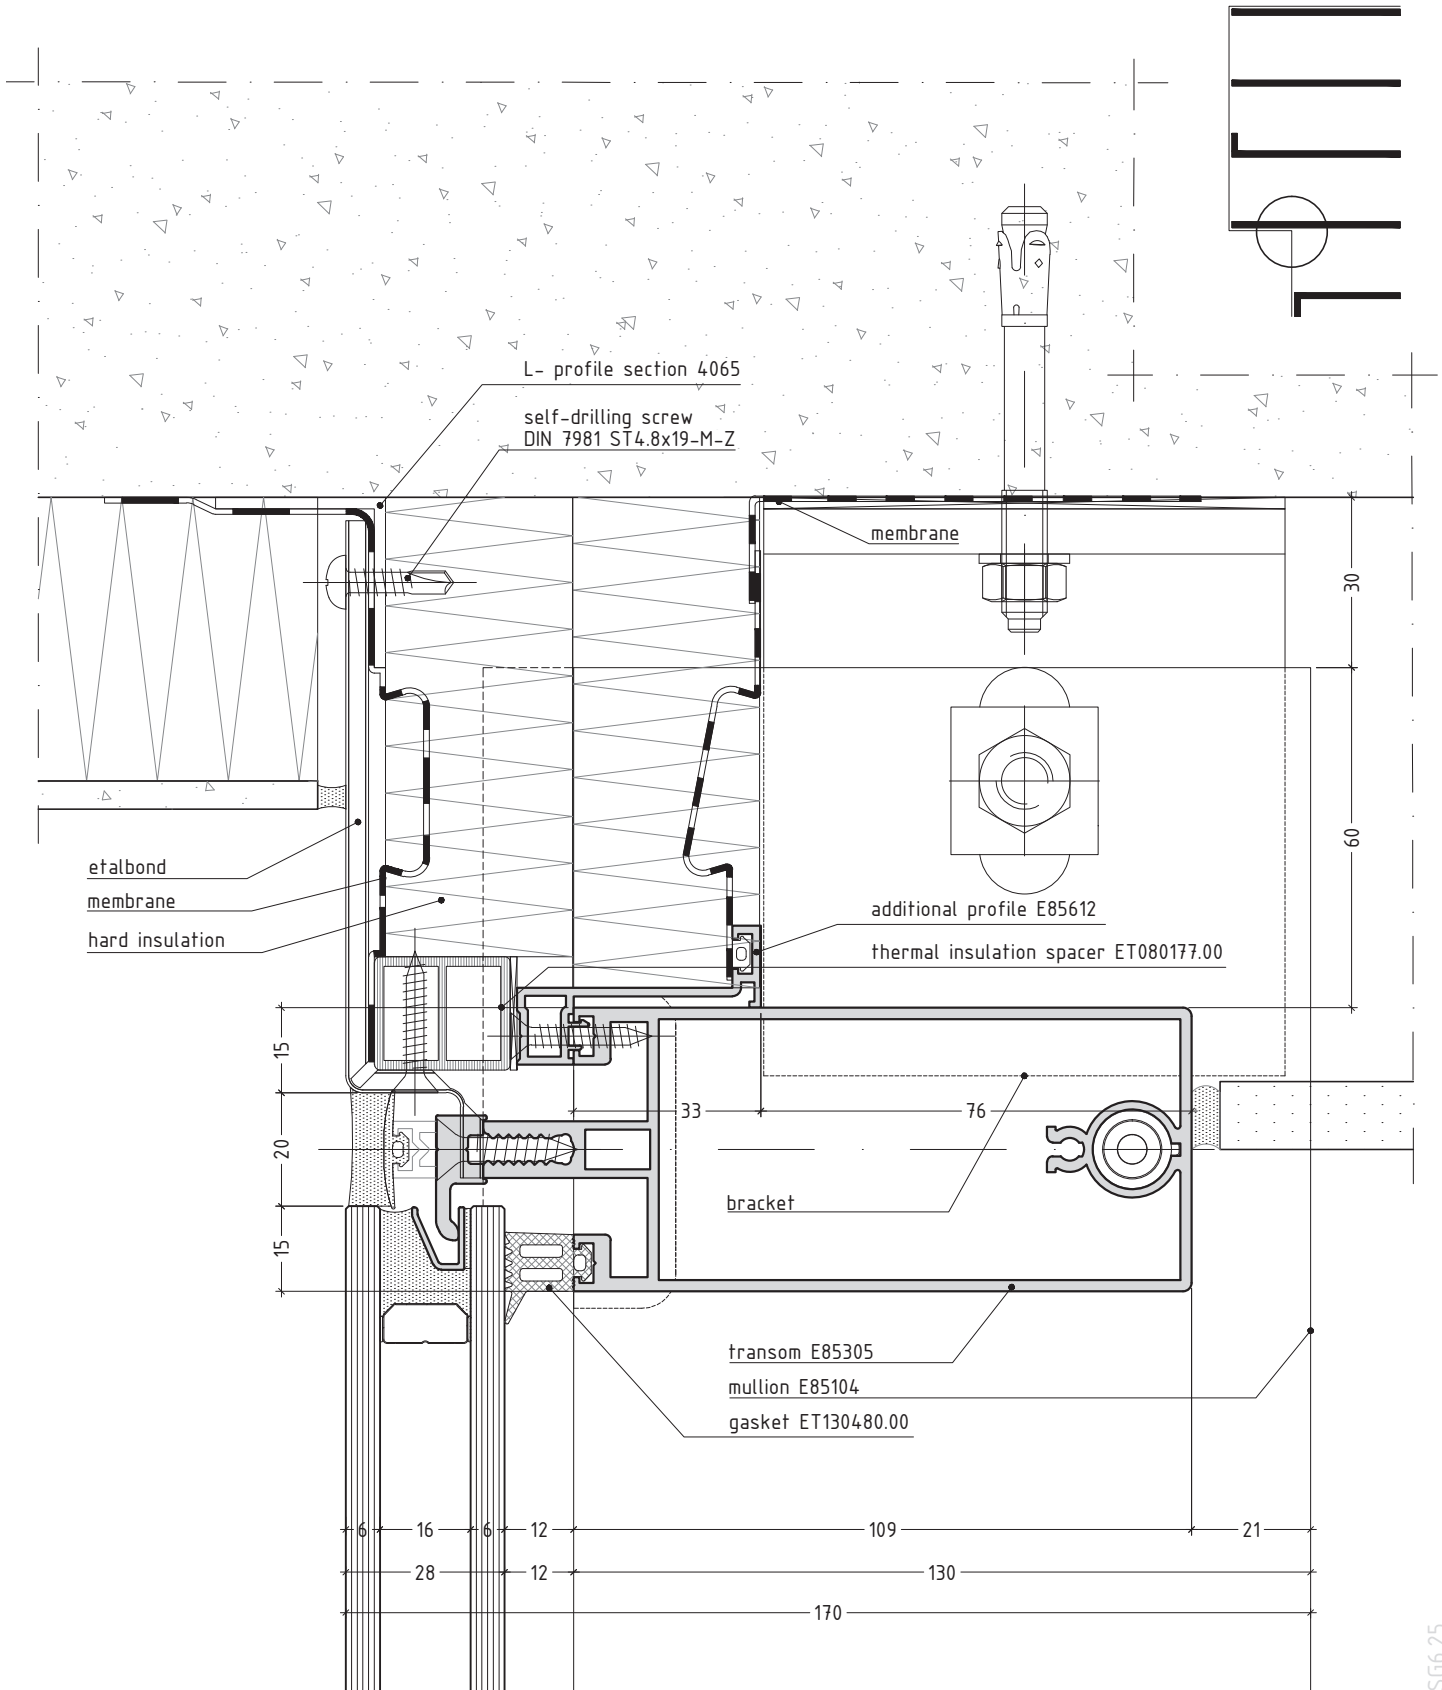 L- profile section 4065
self-drilling screw
DIN 7981 ST4.8x19-M-Z
membrane
30
60
etalbond
membrane
hard insulation
additional profile E85612
thermal insulation spacer ET080177.00
15
33
76
20
bracket
15
transom E85305
mullion E85104
gasket ET130480.00
6
16
6
12
109
21
28
12
130
170
SG6.25